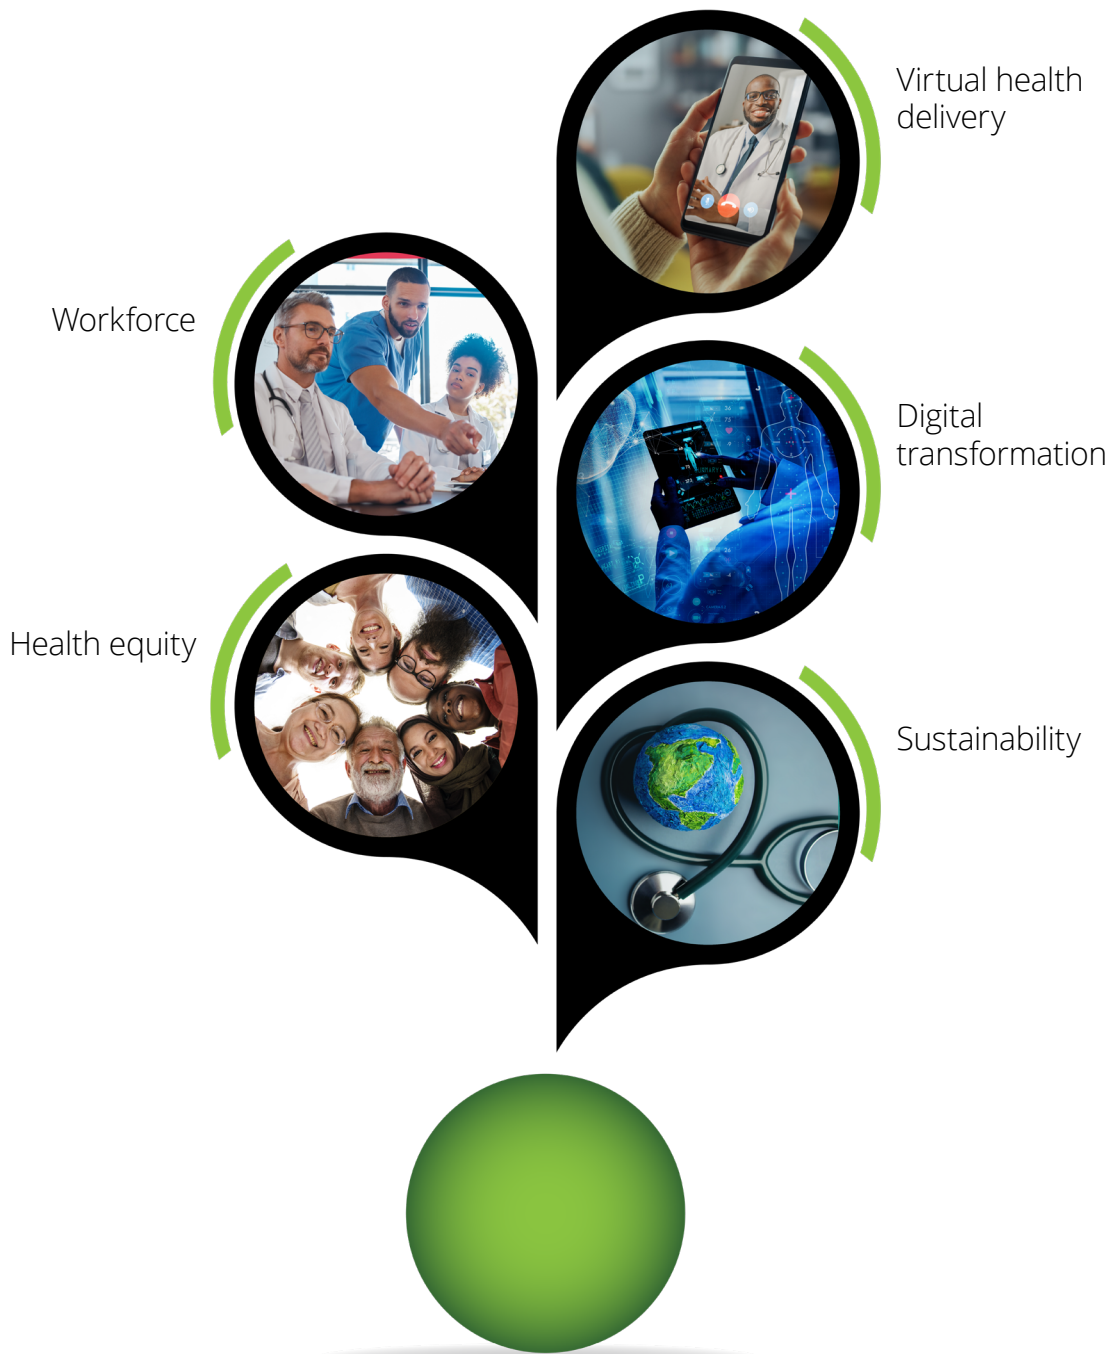 Virtual health
delivery
Workforce
Digital
transformation
Health equity
Sustainability